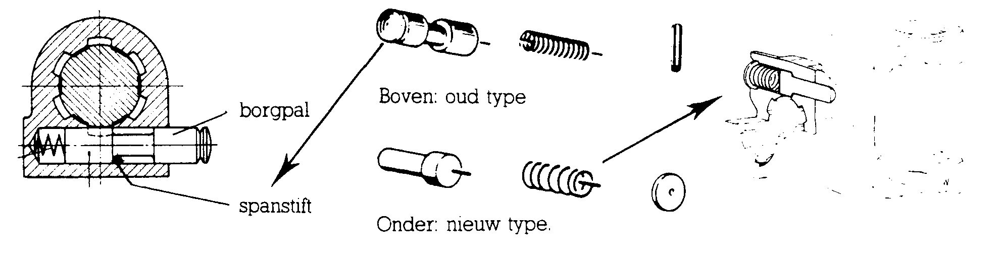 Boven: oud type
borgpal
spanstift
Onder: nieuw type.